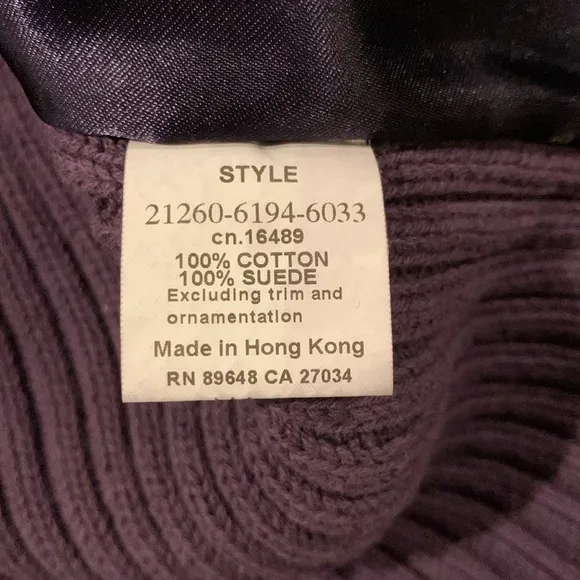 STYLE
21260-6194-6033
cn.16489
100% COTTON
100% SUEDE
Excluding trim and
ornamentation
Made in Hong Kong
RN 89648 CA 27034